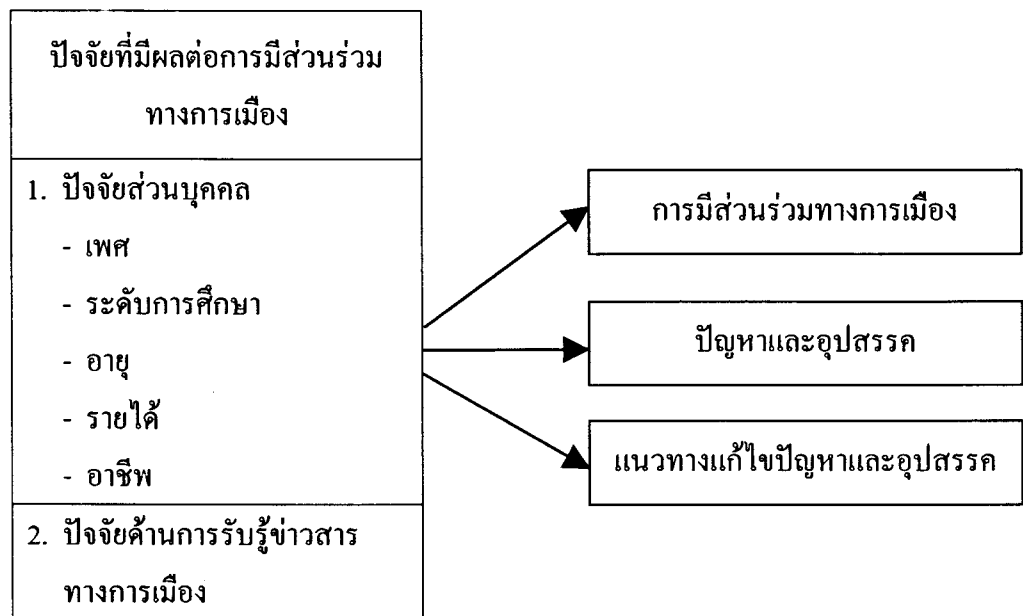 ปัจจัยที่มีผลต่อการมีส่วนร่วม
ทางการเมือง
1. ปัจจัยส่วนบุคคล
- เพศ
- ระดับการศึกษา
- อายุ
- รายได้
- อาชีพ
2. ปัจจัยด้านการรับรู้ข่าวสาร
ทางการเมือง
การมีส่วนร่วมทางการเมือง
ปัญหาและอุปสรรค
แนวทางแก้ไขปัญหาและอุปสรรค